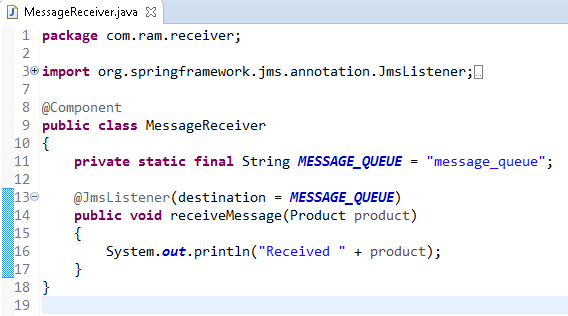 MessageReceiver.java
1 package com.ram.receiver;
2
3 import org.springframework.jms.annotation.JmsListener;
7
8 @Component
9 public class MessageReceiver
10 {
11     private static final String MESSAGE_QUEUE = "message_queue";
12
13     @JmsListener(destination = MESSAGE_QUEUE)
14     public void receiveMessage(Product product)
15     {
16         System.out.println("Received " + product);
17     }
18 }
19